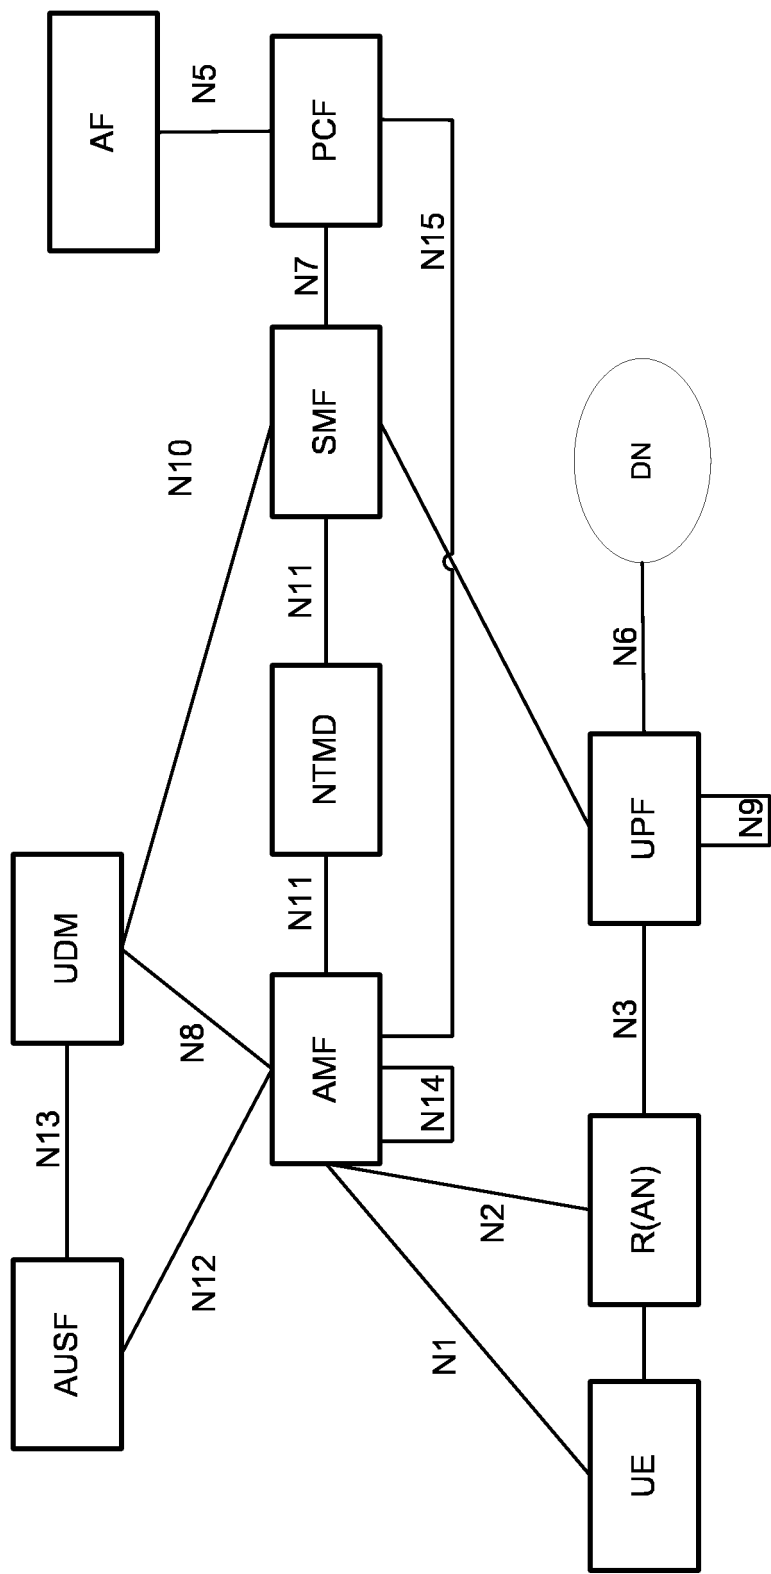 AUSF
N13
UDM
AF
N12
N8
N10
N5
AMF
N11
NTMD
N11
SMF
N7
PCF
N14
N15
N1
N2
UE
R(AN)
N3
UPF
N6
DN
N9